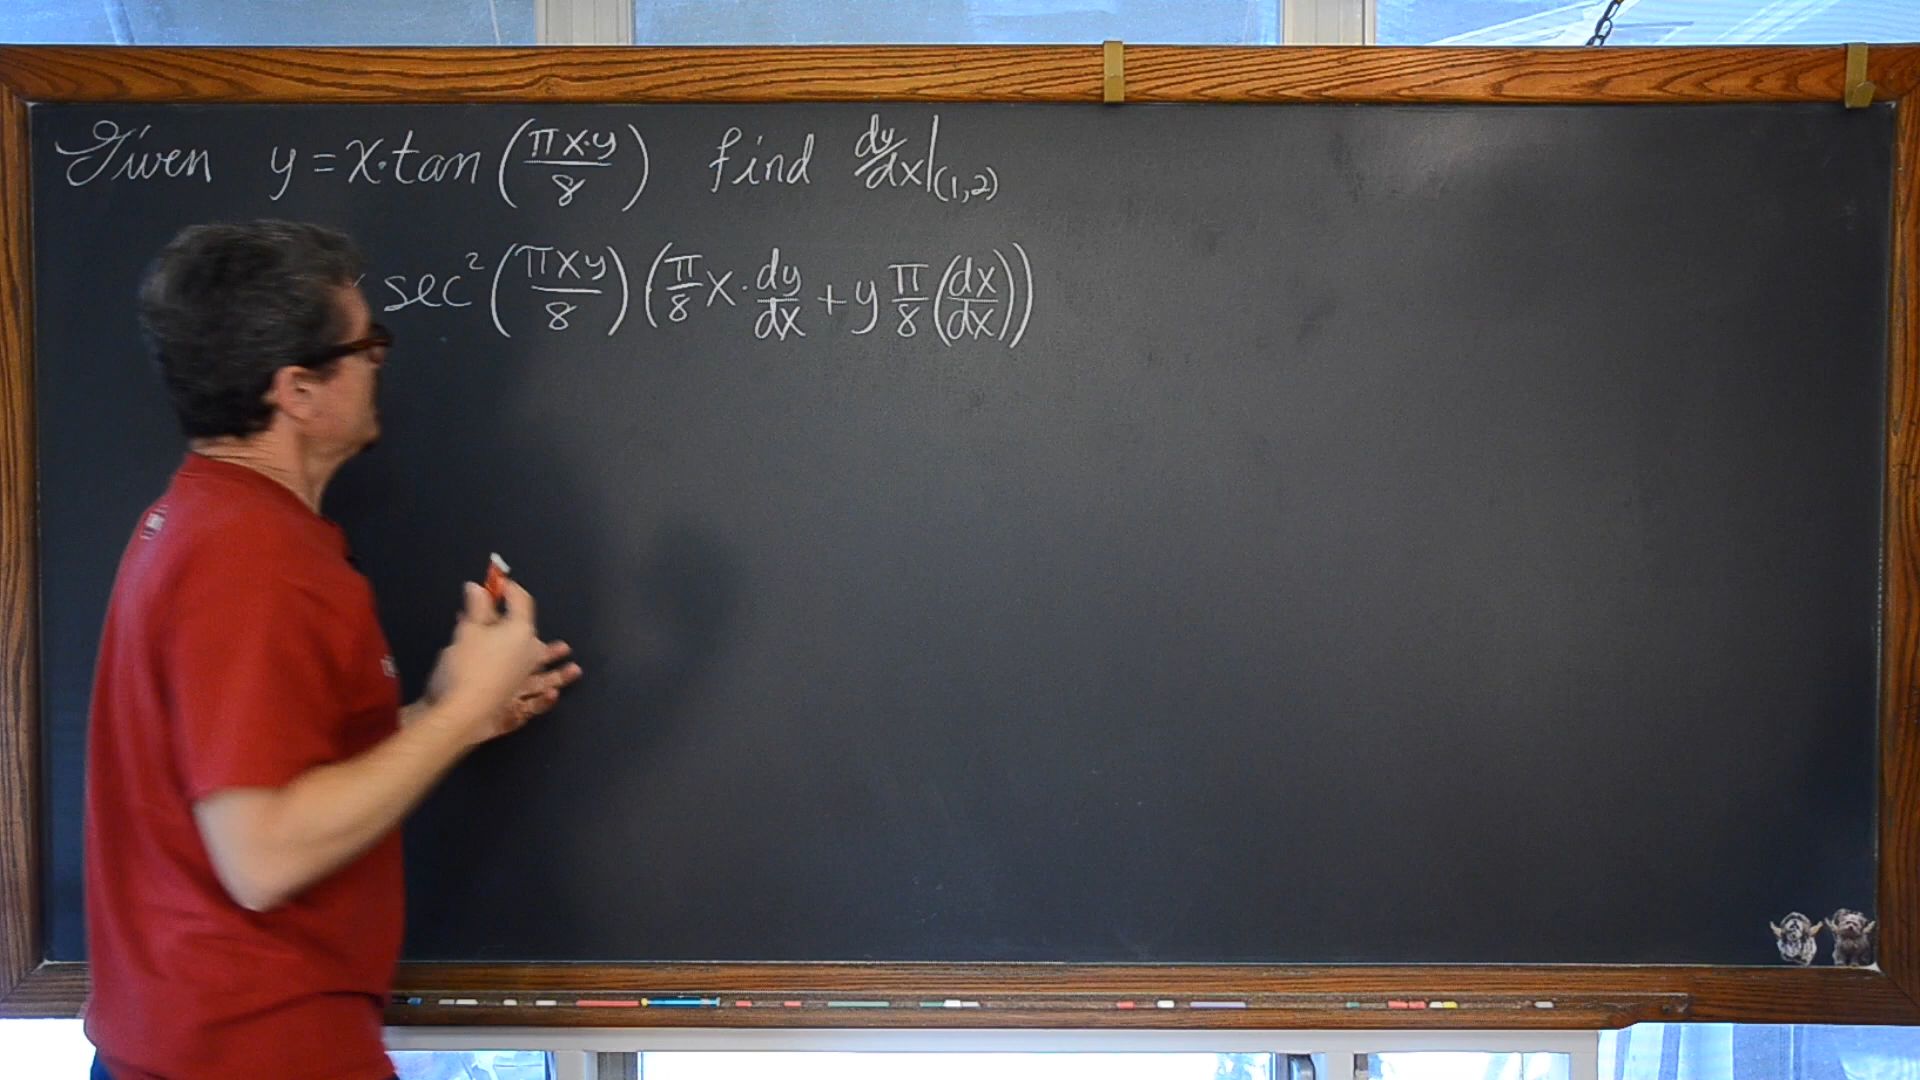 Given y = x·tan (πx·y/8) find dy/dx|(1,2)
sec² (πxy/8) (π/8 x · dy/dx + y π/8 (dx/dx))